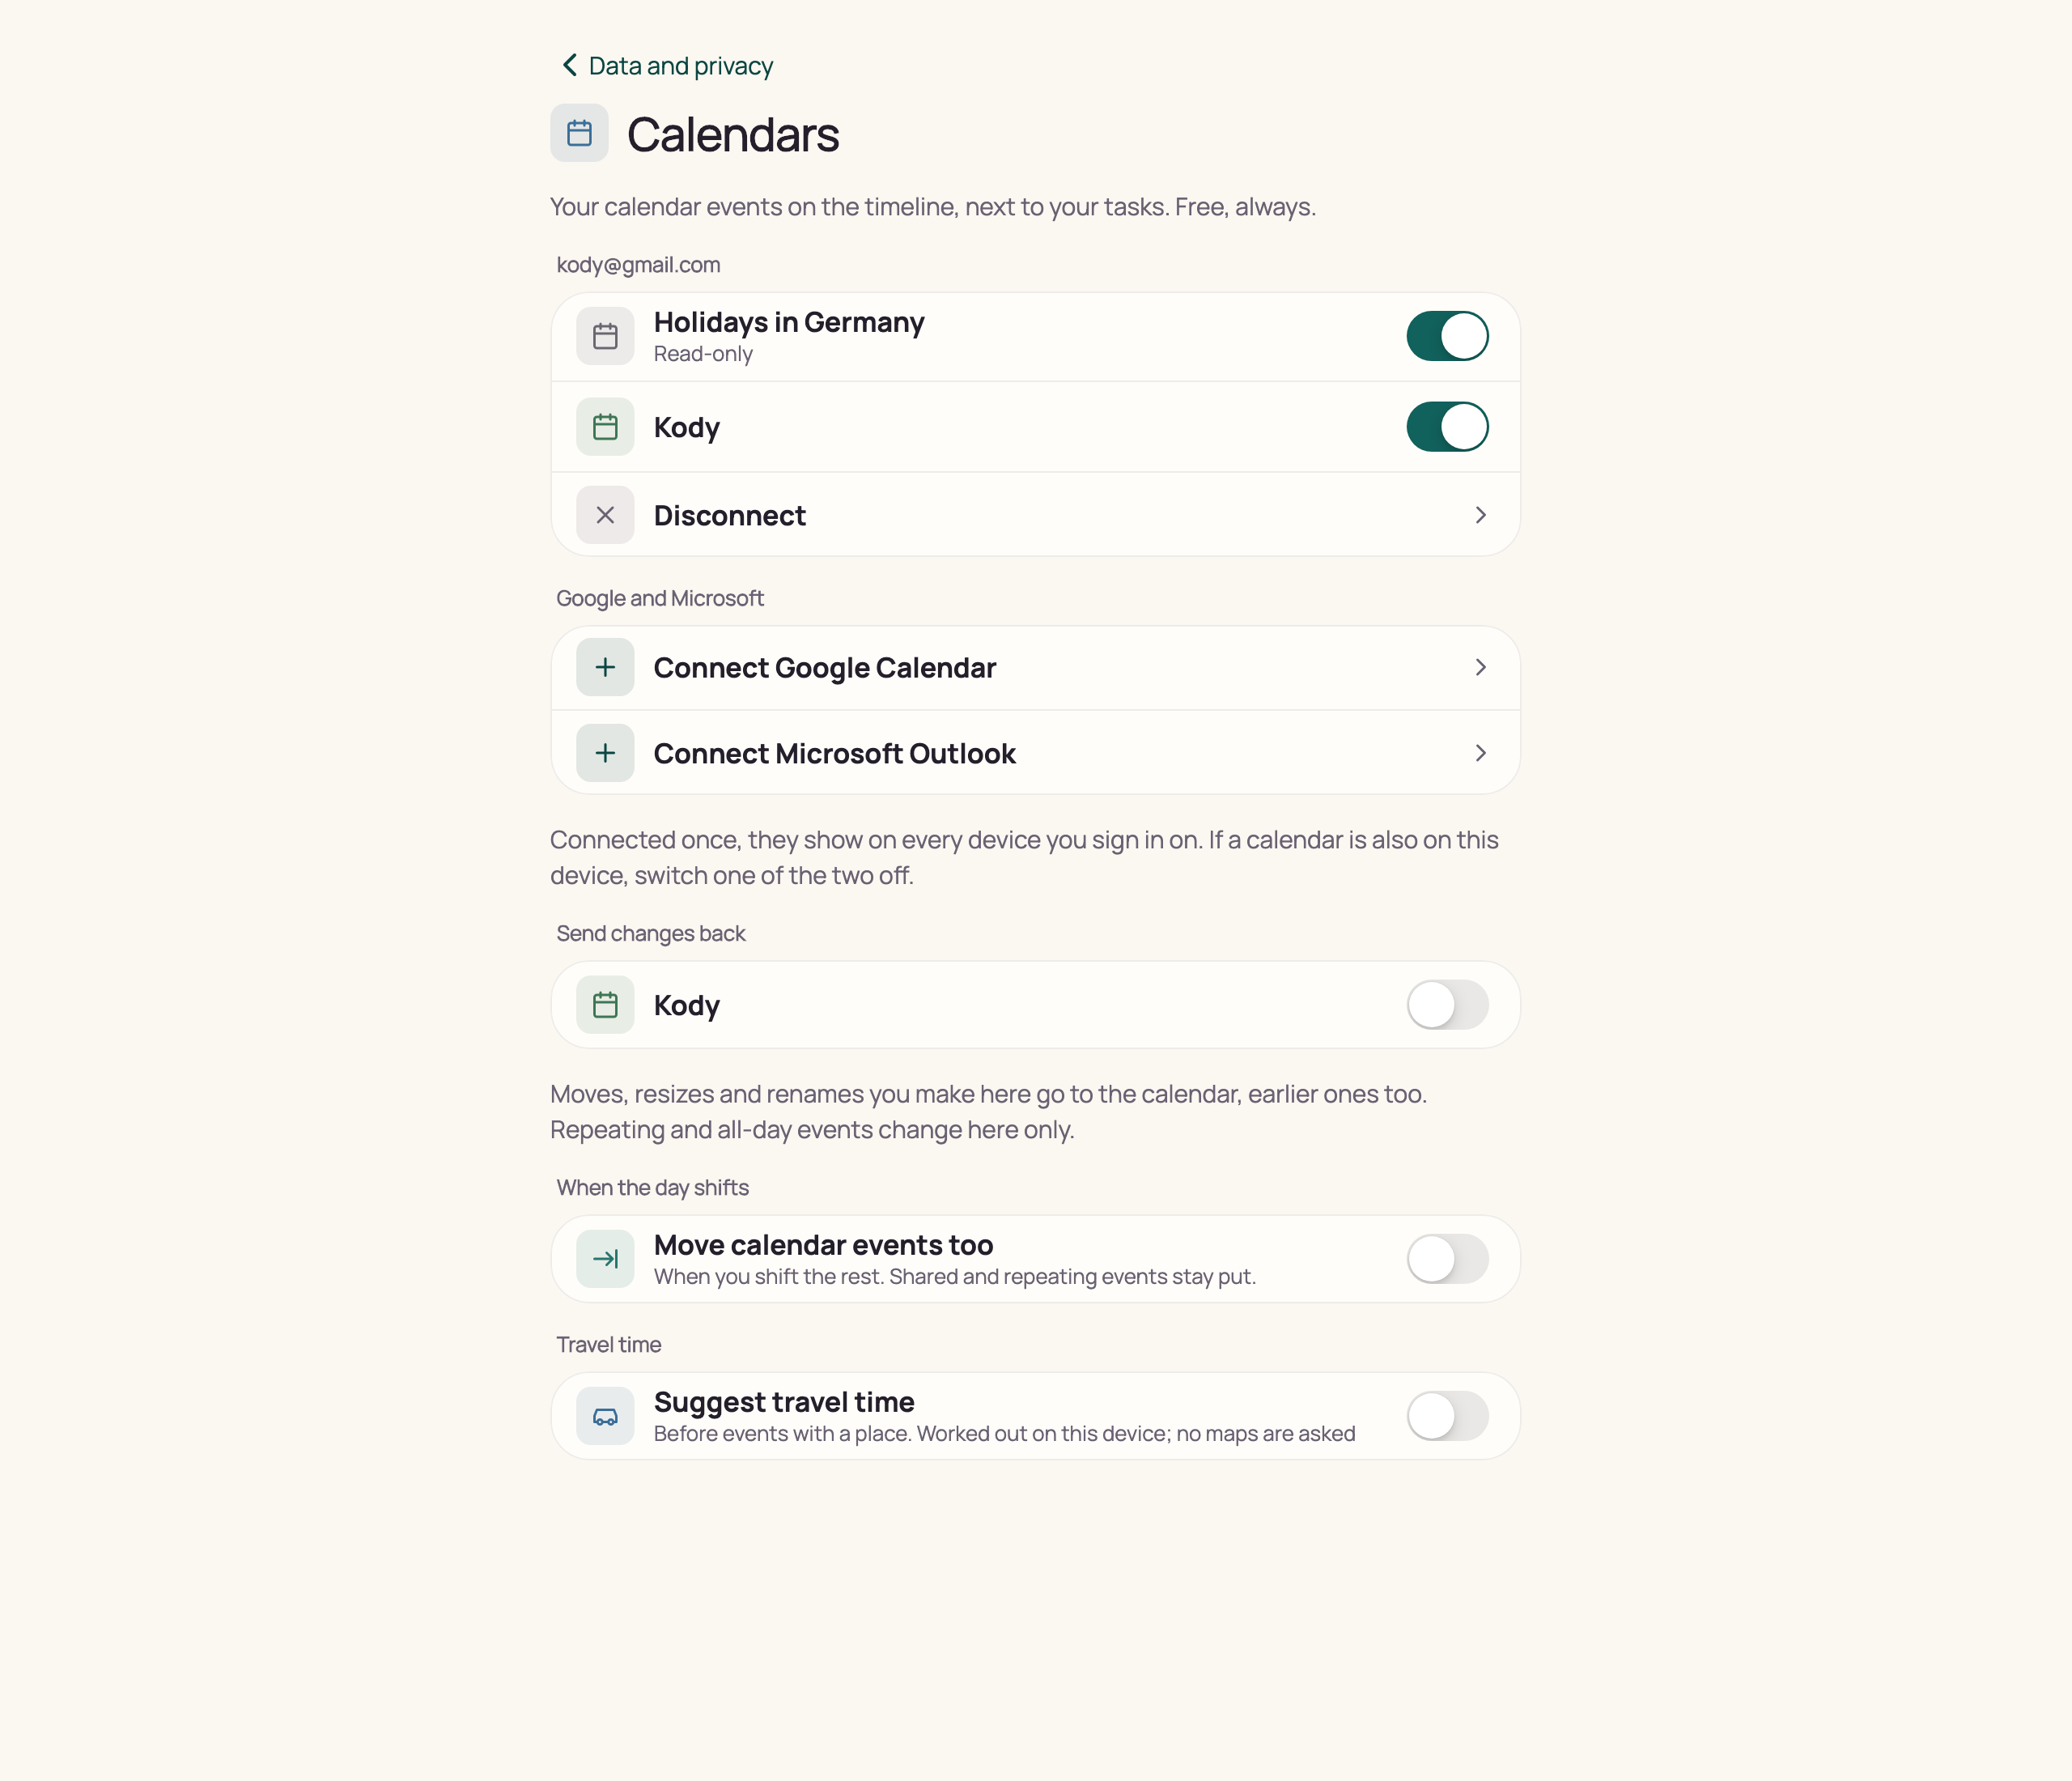 Data and privacy
Calendars
Your calendar events on the timeline, next to your tasks. Free, always.
kody@gmail.com
Holidays in Germany
Read-only
Kody
Disconnect
Google and Microsoft
Connect Google Calendar
Connect Microsoft Outlook
Connected once, they show on every device you sign in on. If a calendar is also on this
device, switch one of the two off.
Send changes back
Kody
Moves, resizes and renames you make here go to the calendar, earlier ones too.
Repeating and all-day events change here only.
When the day shifts
Move calendar events too
When you shift the rest. Shared and repeating events stay put.
Travel time
Suggest travel time
Before events with a place. Worked out on this device; no maps are asked